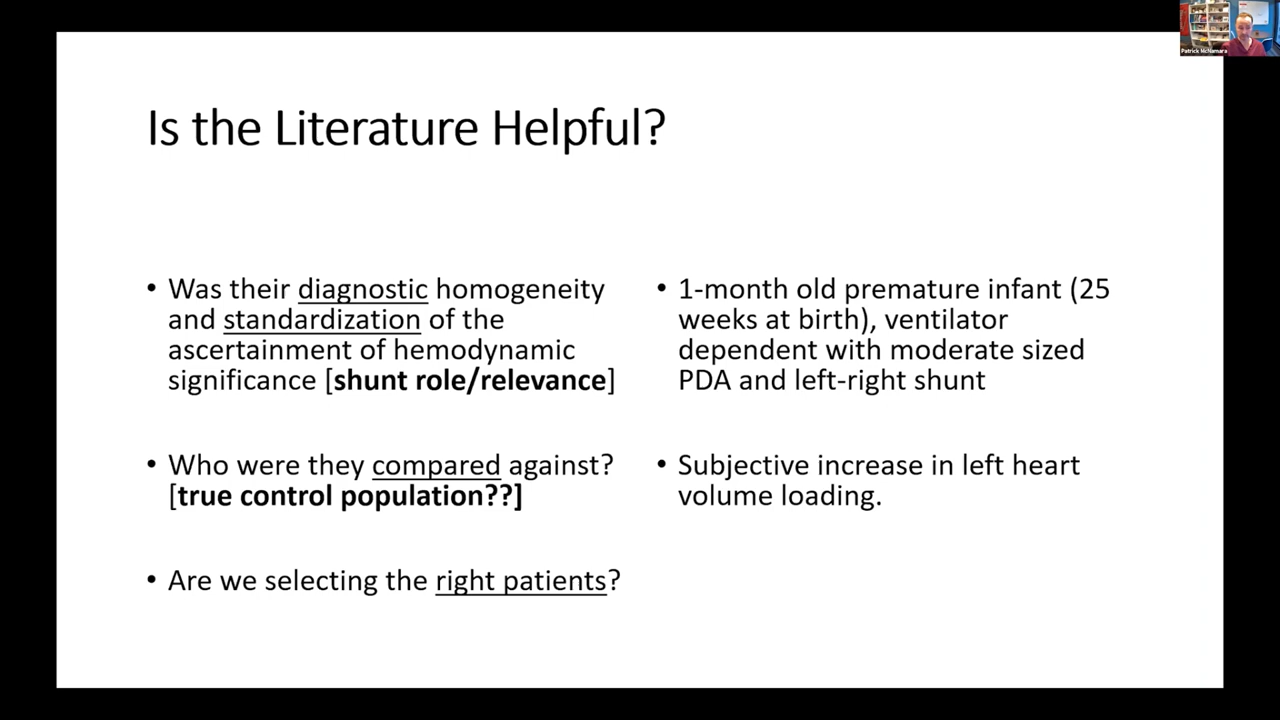 Is the Literature Helpful?
• Was their diagnostic homogeneity
and standardization of the
ascertainment of hemodynamic
significance [shunt role/relevance]
• Who were they compared against?
[true control population??]
• Are we selecting the right patients?
• 1-month old premature infant (25
weeks at birth), ventilator
dependent with moderate sized
PDA and left-right shunt
• Subjective increase in left heart
volume loading.
Patrick McNamara